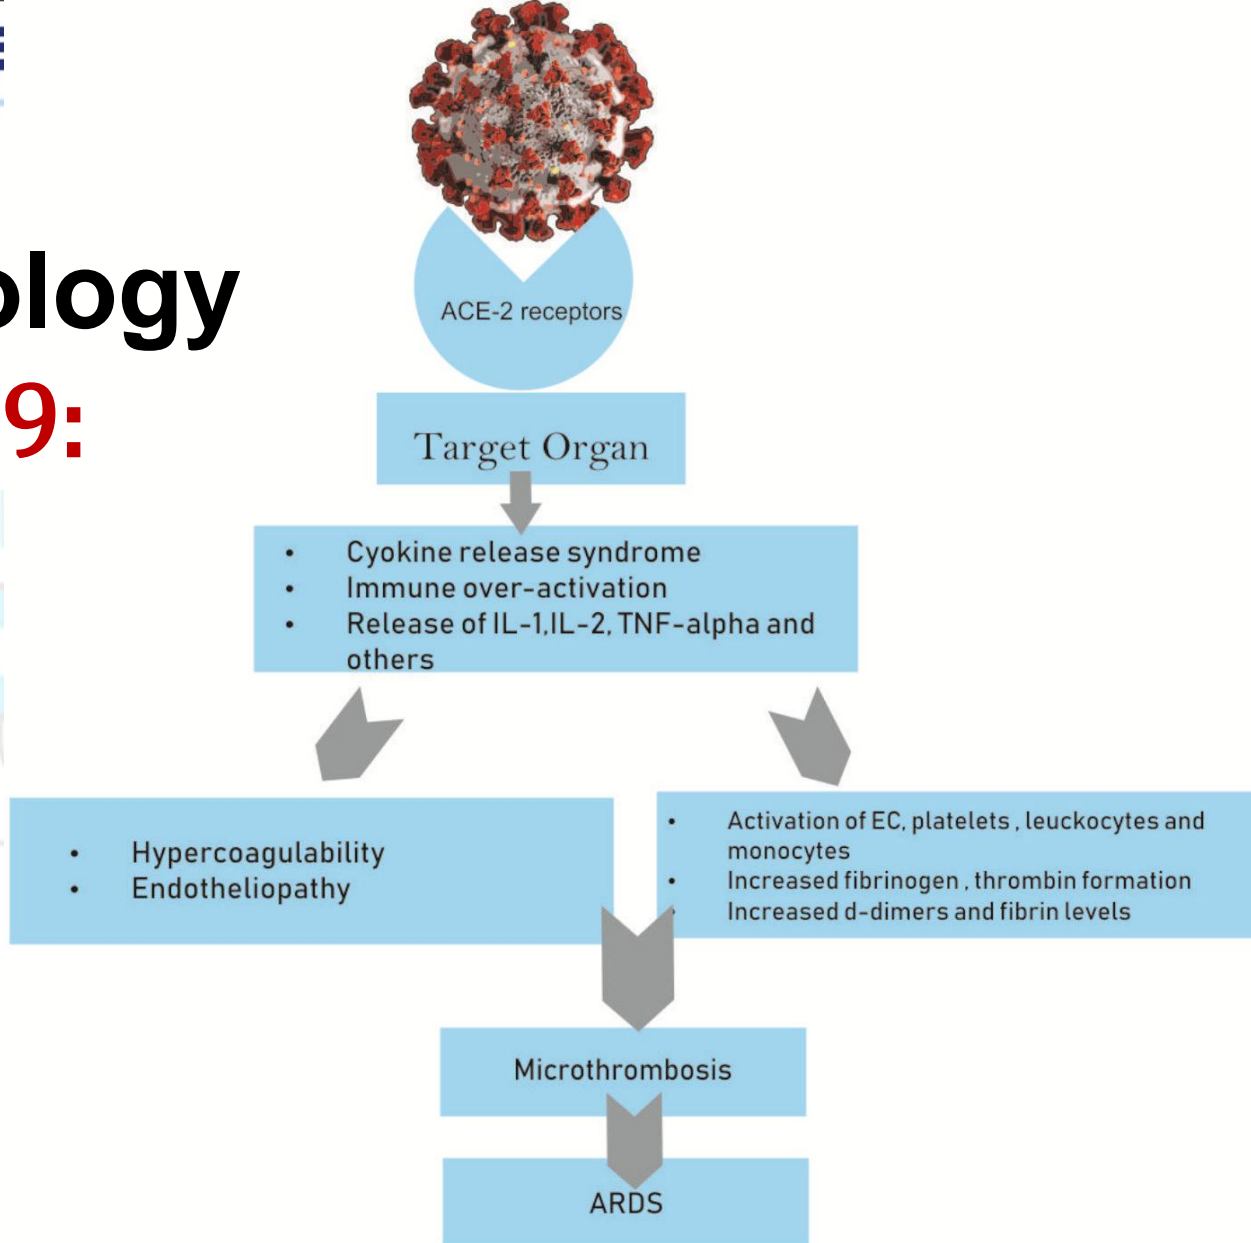 ology
9:
ACE-2 receptors
Target Organ
• Cyokine release syndrome
• Immune over-activation
• Release of IL-1,IL-2, TNF-alpha and
others
• Hypercoagulability
• Endotheliopathy
• Activation of EC, platelets , leuckocytes and
monocytes
• Increased fibrinogen , thrombin formation
• Increased d-dimers and fibrin levels
Microthrombosis
ARDS